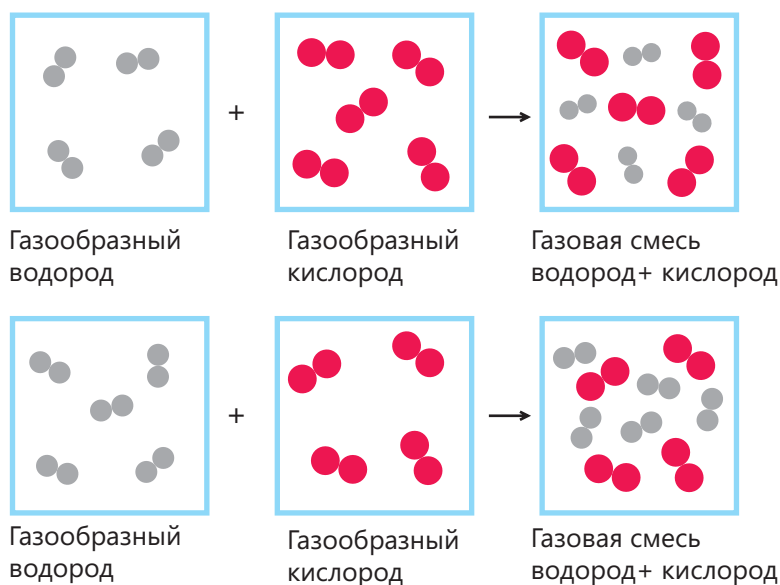 +
Газообразный
водород
Газообразный
кислород
Газовая смесь
водород+ кислород
+
Газообразный
водород
Газообразный
кислород
Газовая смесь
водород+ кислород